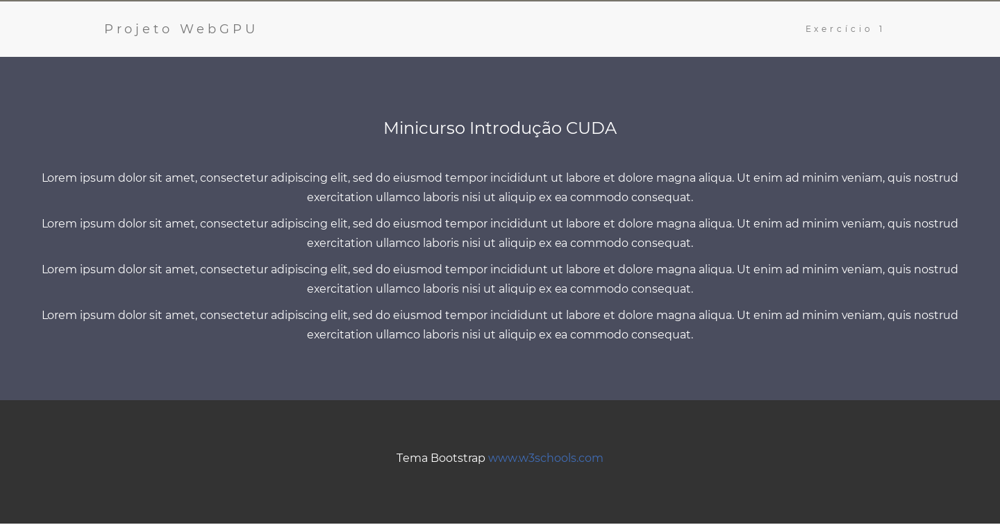 Projeto WebGPU
Exercício 1
Minicurso Introdução CUDA
Lorem ipsum dolor sit amet, consectetur adipiscing elit, sed do eiusmod tempor incididunt ut labore et dolore magna aliqua. Ut enim ad minim veniam, quis nostrud
exercitation ullamco laboris nisi ut aliquip ex ea commodo consequat.
Lorem ipsum dolor sit amet, consectetur adipiscing elit, sed do eiusmod tempor incididunt ut labore et dolore magna aliqua. Ut enim ad minim veniam, quis nostrud
exercitation ullamco laboris nisi ut aliquip ex ea commodo consequat.
Lorem ipsum dolor sit amet, consectetur adipiscing elit, sed do eiusmod tempor incididunt ut labore et dolore magna aliqua. Ut enim ad minim veniam, quis nostrud
exercitation ullamco laboris nisi ut aliquip ex ea commodo consequat.
Lorem ipsum dolor sit amet, consectetur adipiscing elit, sed do eiusmod tempor incididunt ut labore et dolore magna aliqua. Ut enim ad minim veniam, quis nostrud
exercitation ullamco laboris nisi ut aliquip ex ea commodo consequat.
Tema Bootstrap www.w3schools.com